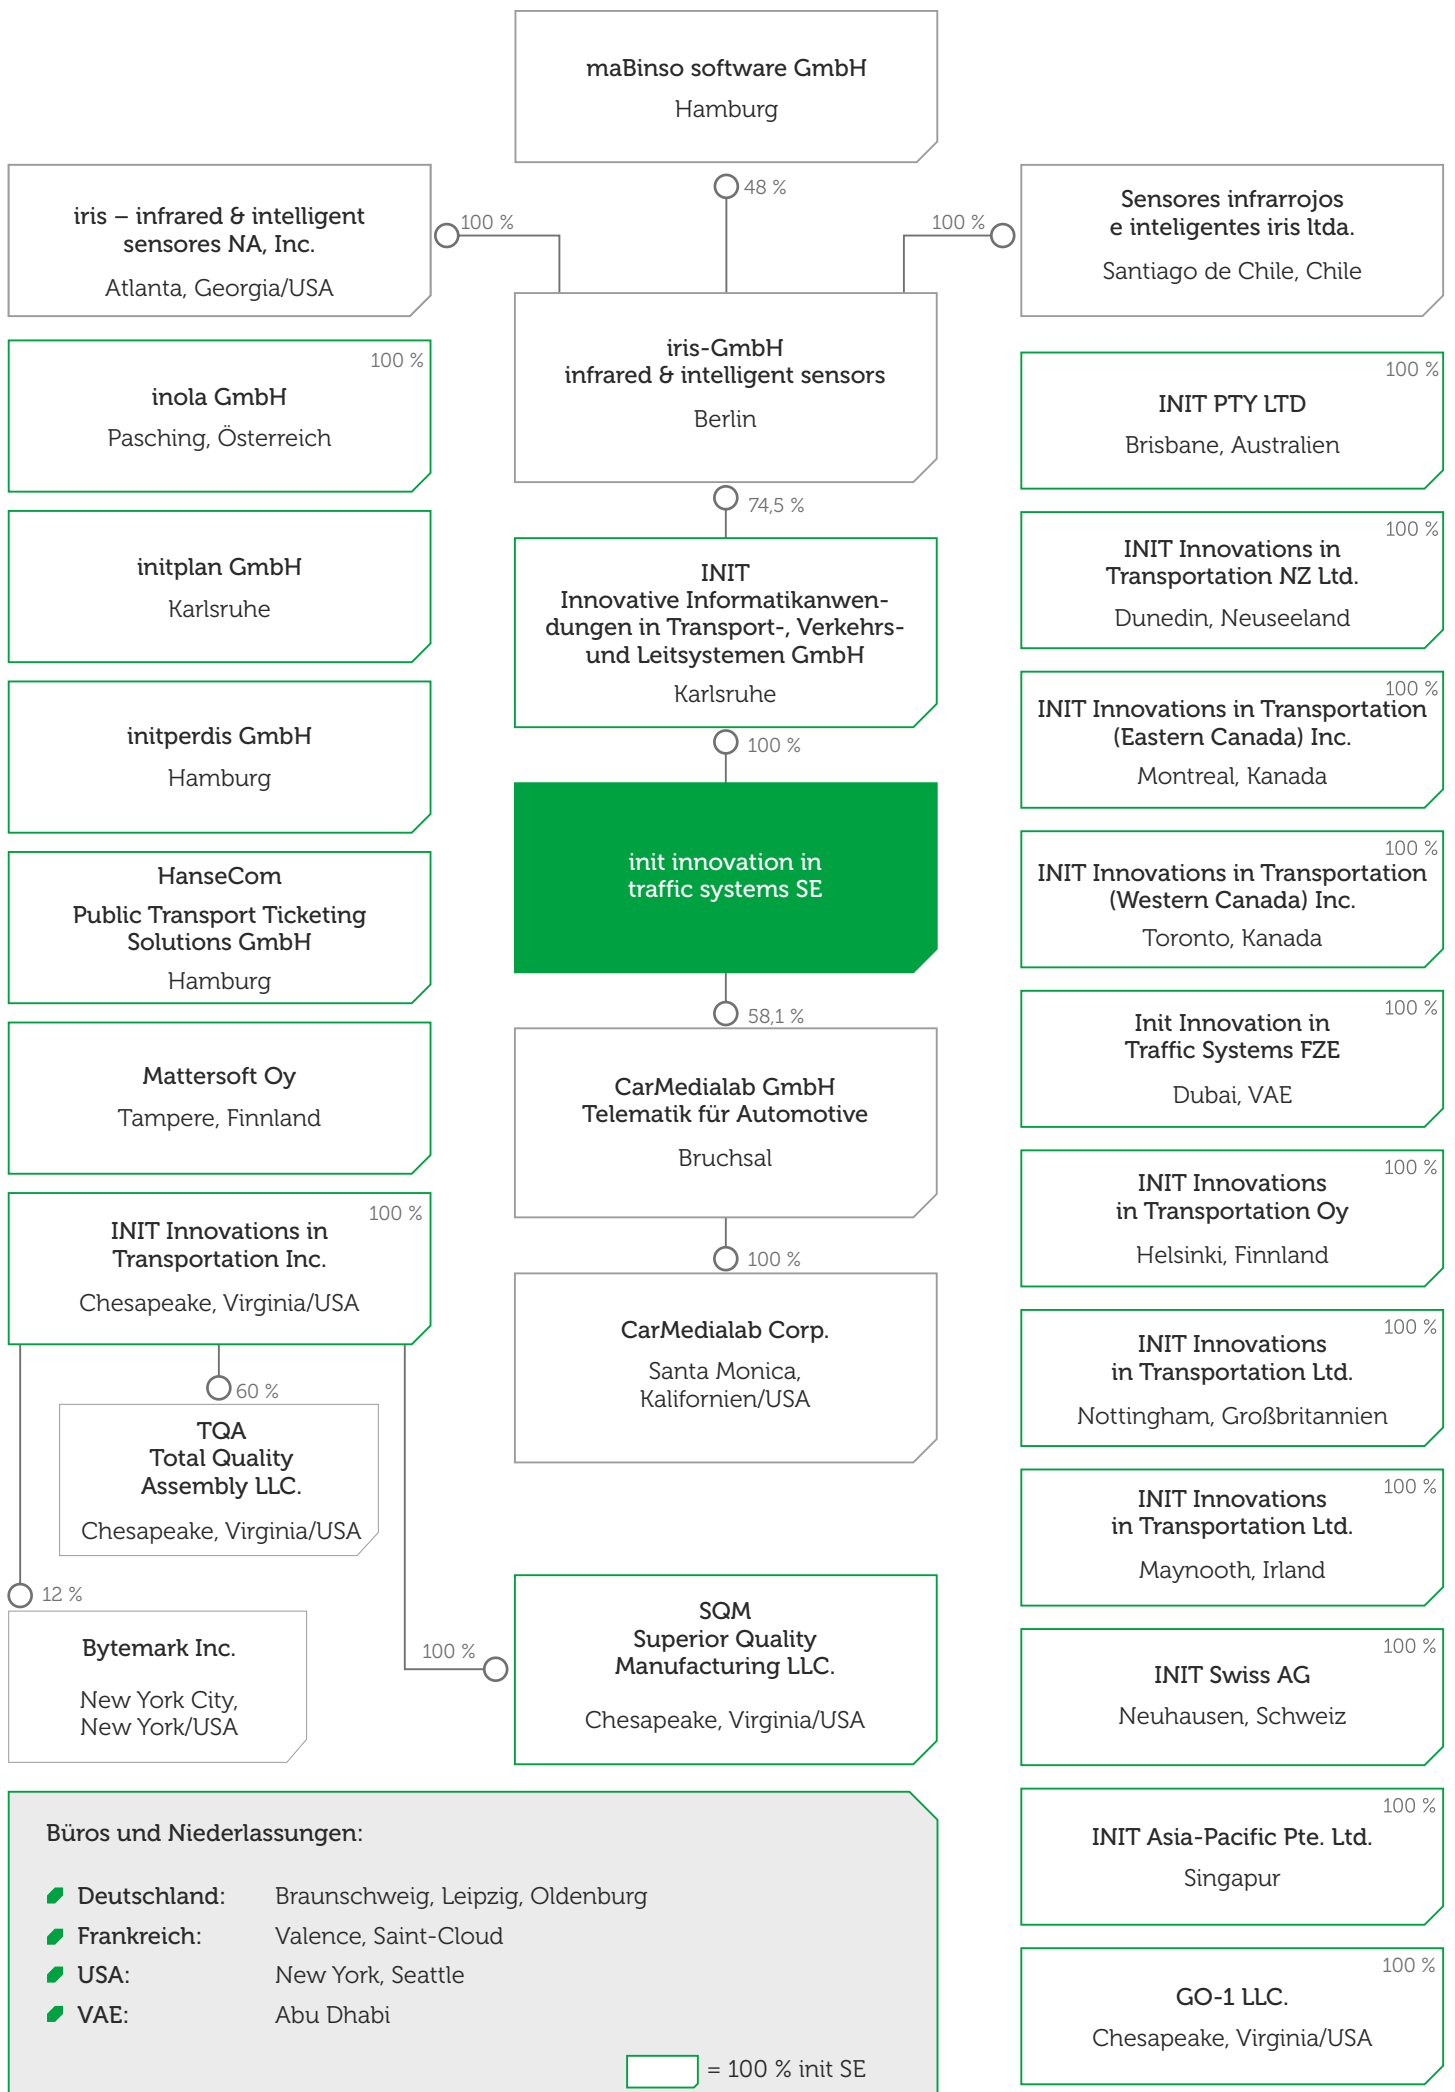 maBinso software GmbH
Hamburg
48 %
iris – infrared & intelligent
sensores NA, Inc.
Atlanta, Georgia/USA
100 %
100 %
Sensores infrarrojos
e inteligentes iris ltda.
Santiago de Chile, Chile
iris-GmbH
infrared & intelligent sensors
Berlin
74,5 %
INIT
Innovative Informatikanwen-
dungen in Transport-, Verkehrs-
und Leitsystemen GmbH
Karlsruhe
100 %
init innovation in
traffic systems SE
58,1 %
CarMedialab GmbH
Telematik für Automotive
Bruchsal
100 %
CarMedialab Corp.
Santa Monica,
Kalifornien/USA
100 %
inola GmbH
Pasching, Österreich
initplan GmbH
Karlsruhe
initperdis GmbH
Hamburg
HanseCom
Public Transport Ticketing
Solutions GmbH
Hamburg
Mattersoft Oy
Tampere, Finnland
100 %
INIT Innovations in
Transportation Inc.
Chesapeake, Virginia/USA
60 %
TQA
Total Quality
Assembly LLC.
Chesapeake, Virginia/USA
12 %
Bytemark Inc.
New York City,
New York/USA
100 %
SQM
Superior Quality
Manufacturing LLC.
Chesapeake, Virginia/USA
100 %
INIT PTY LTD
Brisbane, Australien
100 %
INIT Innovations in
Transportation NZ Ltd.
Dunedin, Neuseeland
100 %
INIT Innovations in Transportation
(Eastern Canada) Inc.
Montreal, Kanada
100 %
INIT Innovations in Transportation
(Western Canada) Inc.
Toronto, Kanada
100 %
Init Innovation in
Traffic Systems FZE
Dubai, VAE
100 %
INIT Innovations
in Transportation Oy
Helsinki, Finnland
100 %
INIT Innovations
in Transportation Ltd.
Nottingham, Großbritannien
100 %
INIT Innovations
in Transportation Ltd.
Maynooth, Irland
100 %
INIT Swiss AG
Neuhausen, Schweiz
100 %
INIT Asia-Pacific Pte. Ltd.
Singapur
100 %
GO-1 LLC.
Chesapeake, Virginia/USA
Büros und Niederlassungen:
Deutschland: Braunschweig, Leipzig, Oldenburg
Frankreich: Valence, Saint-Cloud
USA: New York, Seattle
VAE: Abu Dhabi
= 100 % init SE